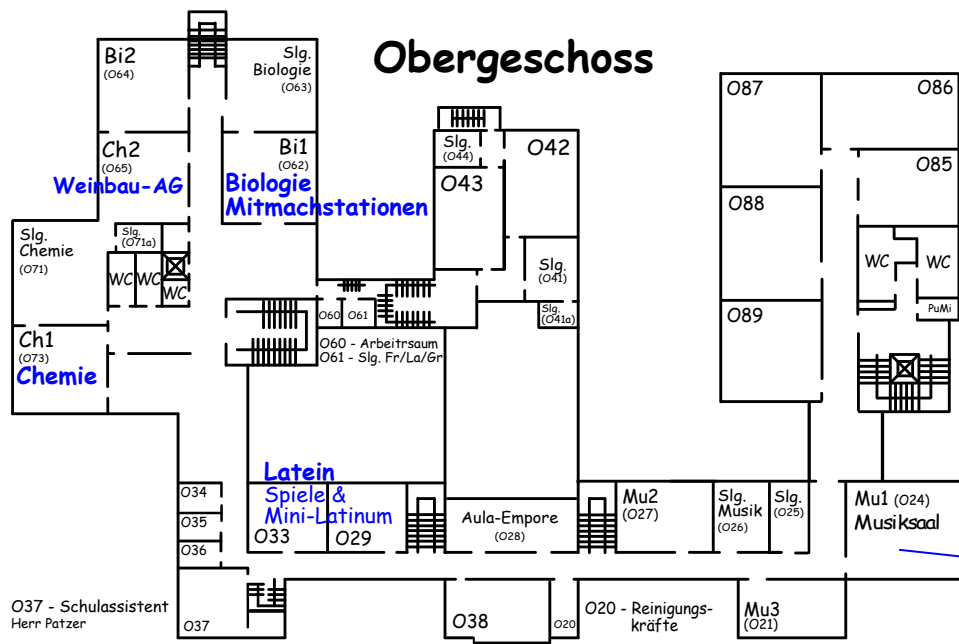 Obergeschoss
Bi2
(O64)
Slg.
Biologie
(O63)
Ch2
(O65)
Weinbau-AG
Bi1
(O62)
Biologie
Mitmachstationen
Slg.
(O44)
O42
O43
O87
O86
O85
O88
Slg.
Chemie
(O71)
Slg.
(O71a)
WC
WC
WC
Slg.
(O41)
Slg.
(O41a)
WC
WC
PuMi
O89
O60
O61
O60 - Arbeitrsaum
O61 - Slg. Fr/La/Gr
Ch1
(O73)
Chemie
Latein
Spiele &
Mini-Latinum
O33
O29
O34
O35
O36
Aula-Empore
(O28)
Mu2
(O27)
Slg.
Musik
(O26)
Slg.
(O25)
Mu1 (O24)
Musiksaal
O37 - Schulassistent
Herr Patzer
O37
O38
O20
O20 - Reinigungs-
kräfte
Mu3
(O21)